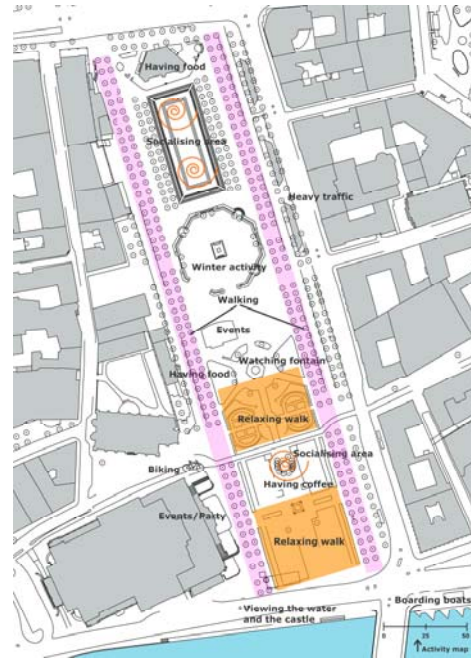 Having food
Socialising area
Heavy traffic
Winter activity
Walking
Events
Watching fontain
Having food
Relaxing walk
Socialising area
Biking
Having coffee
Events/Party
Relaxing walk
Boarding boats
Viewing the water
and the castle
0 25 50
Activity map